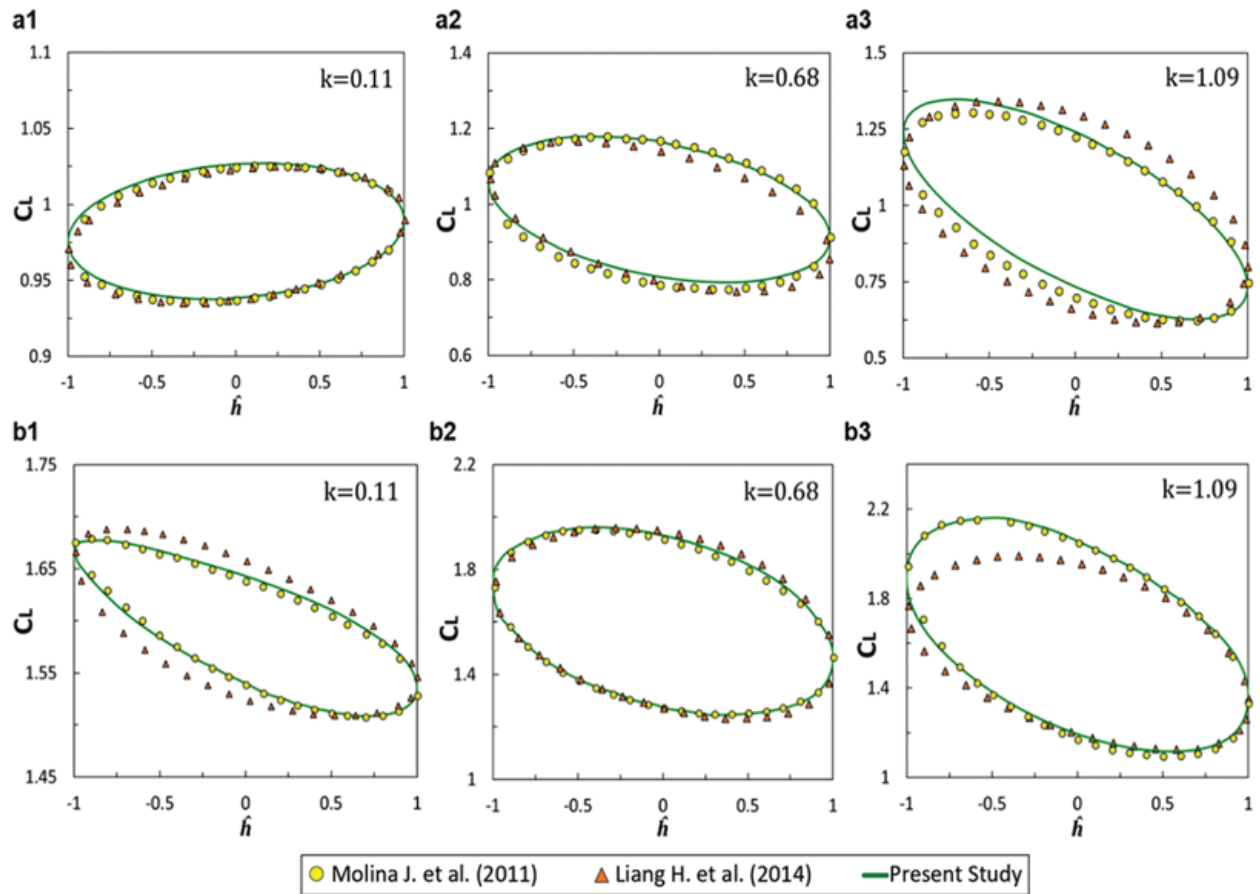 a1
1.1
1.05
1
0.95
0.9
CL
k=0.11
-1 -0.5 0 0.5 1
ĥ
a2
1.4
1.2
1
0.8
0.6
CL
k=0.68
-1 -0.5 0 0.5 1
ĥ
a3
1.25
1
0.75
0.5
CL
k=1.09
-1 -0.5 0 0.5 1
ĥ
b1
1.75
1.65
1.55
1.45
CL
k=0.11
-1 -0.5 0 0.5 1
ĥ
b2
2.2
1.8
1.4
1
CL
k=0.68
-1 -0.5 0 0.5 1
ĥ
b3
2.2
1.8
1.4
1
CL
k=1.09
-1 -0.5 0 0.5 1
ĥ
Molina J. et al. (2011) Liang H. et al. (2014) Present Study